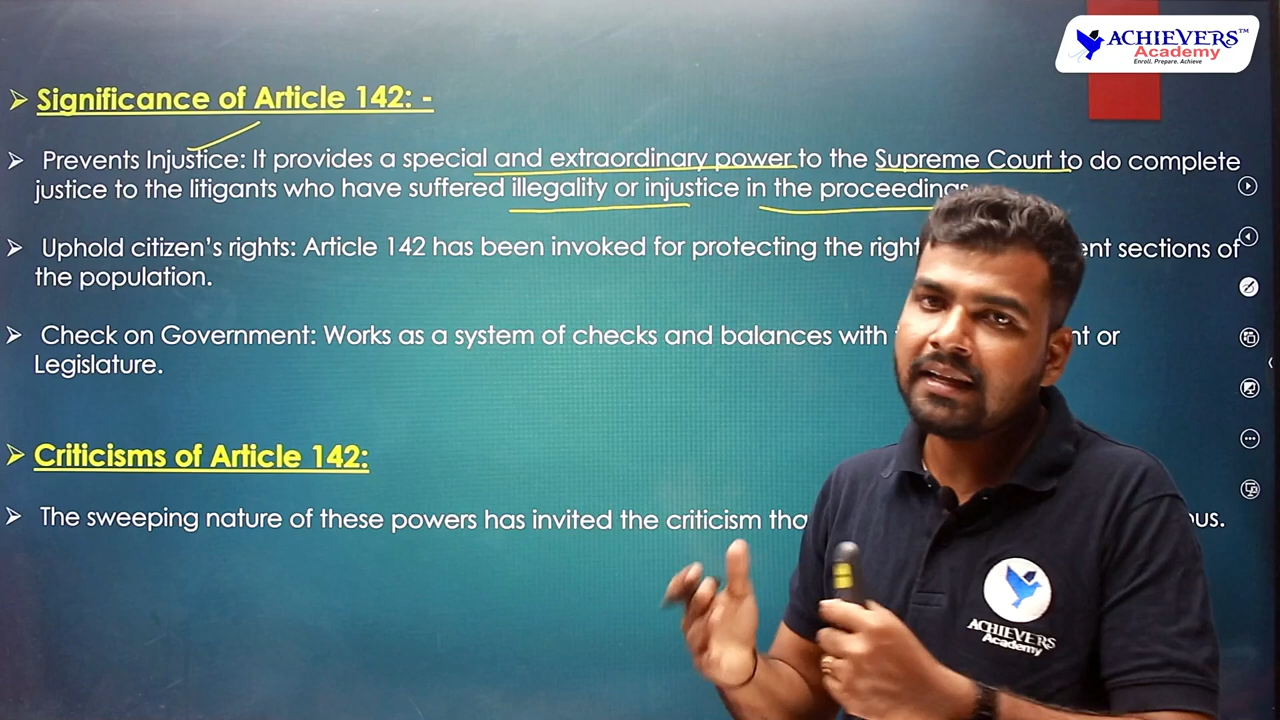 ACHIEVERS™
Academy
Enroll. Prepare. Achieve
➢ Significance of Article 142: -
➢ Prevents Injustice: It provides a special and extraordinary power to the Supreme Court to do complete
justice to the litigants who have suffered illegality or injustice in the proceedings
➢ Uphold citizen's rights: Article 142 has been invoked for protecting the sections of
the population.
➢ Check on Government: Works as a system of checks and balances with or
Legislature.
➢ Criticisms of Article 142:
➢ The sweeping nature of these powers has invited the criticism
ACHIEVERS
Academy